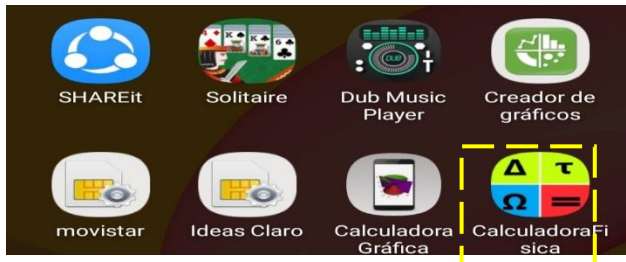 SHAREit
Solitaire
Dub Music
Player
Creador de
gráficos
movistar
Ideas Claro
Calculadora
Gráfica
CalculadoraFi
sica
DUB
Δ τ
Ω =